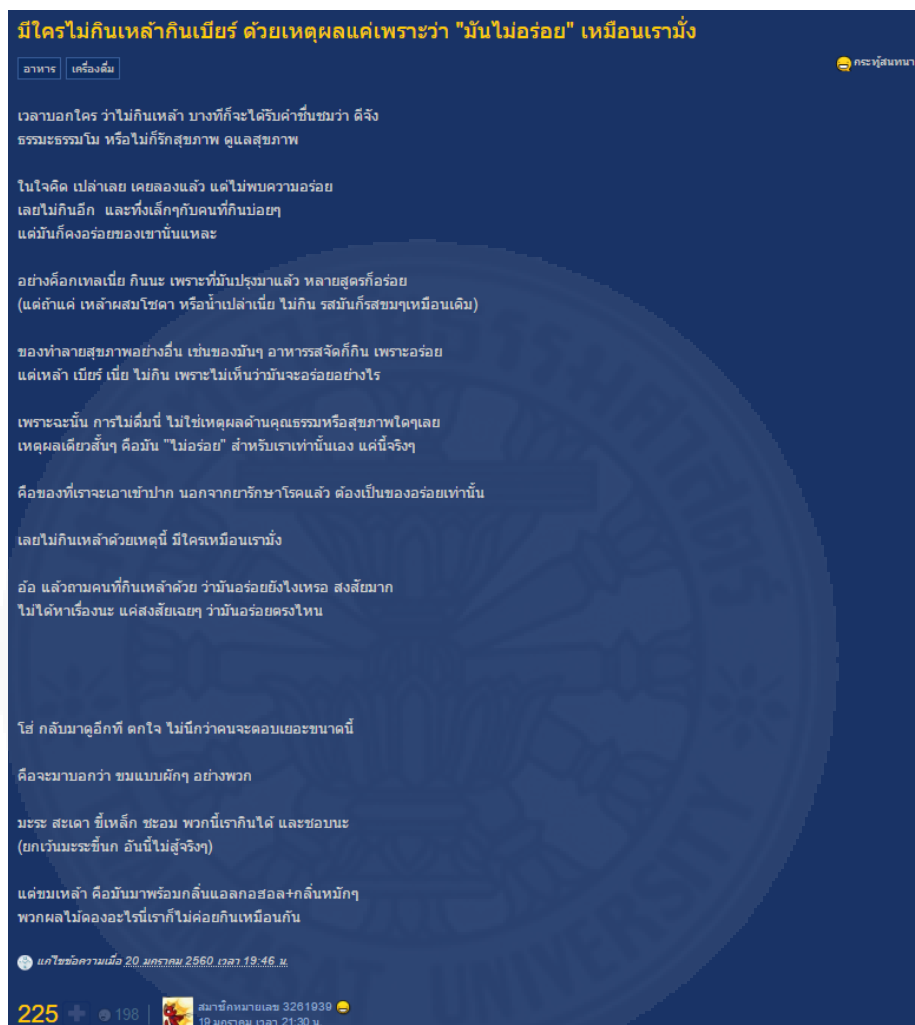 มีใครไม่กินเหล้ากินเบียร์ ด้วยเหตุผลแค่เพราะว่า "มันไม่อร่อย" เหมือนเรามั่ง
อาหาร เครื่องดื่ม
กระทู้สนทนา
เวลาบอกใคร ว่าไม่กินเหล้า บางทีก็จะได้รับคำชื่นชมว่า ดีจัง
ธรรมะธรรมโม หรือไม่ก็รักสุขภาพ ดูแลสุขภาพ
ในใจคิด เปล่าเลย เคยลองแล้ว แต่ไม่พบความอร่อย
เลยไม่กินอีก และทึ่งเล็กๆกับคนที่กินบ่อยๆ
แต่มันก็คงอร่อยของเขานั่นแหละ
อย่างค็อกเทลเนี่ย กินนะ เพราะที่มันปรุงมาแล้ว หลายสูตรก็อร่อย
(แต่ถ้าแค่ เหล้าผสมโซดา หรือน้ำเปล่าเนี่ย ไม่กิน รสมันก็รสขมๆเหมือนเดิม)
ของทำลายสุขภาพอย่างอื่น เช่นของมันๆ อาหารรสจัดก็กิน เพราะอร่อย
แต่เหล้า เบียร์ เนี่ย ไม่กิน เพราะไม่เห็นว่ามันจะอร่อยอย่างไร
เพราะฉะนั้น การไม่ดื่มนี่ ไม่ใช่เหตุผลด้านคุณธรรมหรือสุขภาพใดๆเลย
เหตุผลเดียวสั้นๆ คือมัน "ไม่อร่อย" สำหรับเราเท่านั้นเอง แค่นี้จริงๆ
คือของที่เราจะเอาเข้าปาก นอกจากยารักษาโรคแล้ว ต้องเป็นของอร่อยเท่านั้น
เลยไม่กินเหล้าด้วยเหตุนี้ มีใครเหมือนเรามั่ง
อ้อ แล้วถามคนที่กินเหล้าด้วย ว่ามันอร่อยยังไงเหรอ สงสัยมาก
ไม่ได้หาเรื่องนะ แค่สงสัยเฉยๆ ว่ามันอร่อยตรงไหน
โฮ่ กลับมาดูอีกที ตกใจ ไม่นึกว่าคนจะตอบเยอะขนาดนี้
คือจะมาบอกว่า ขมแบบผักๆ อย่างพวก
มะระ สะเดา ขี้เหล็ก ชะอม พวกนี้เรากินได้ และชอบนะ
(ยกเว้นมะระขี้นก อันนี้ไม่สู้จริงๆ)
แต่ขมเหล้า คือมันมาพร้อมกลิ่นแอลกอฮอล+กลิ่นหมักๆ
พวกผลไม้ดองอะไรนี่เราก็ไม่ค่อยกินเหมือนกัน
แก้ไขข้อความเมื่อ 20 มกราคม 2560 เวลา 19:46 น.
225 198 สมาชิกหมายเลข 3261939
19 มกราคม เวลา 21:30 น.